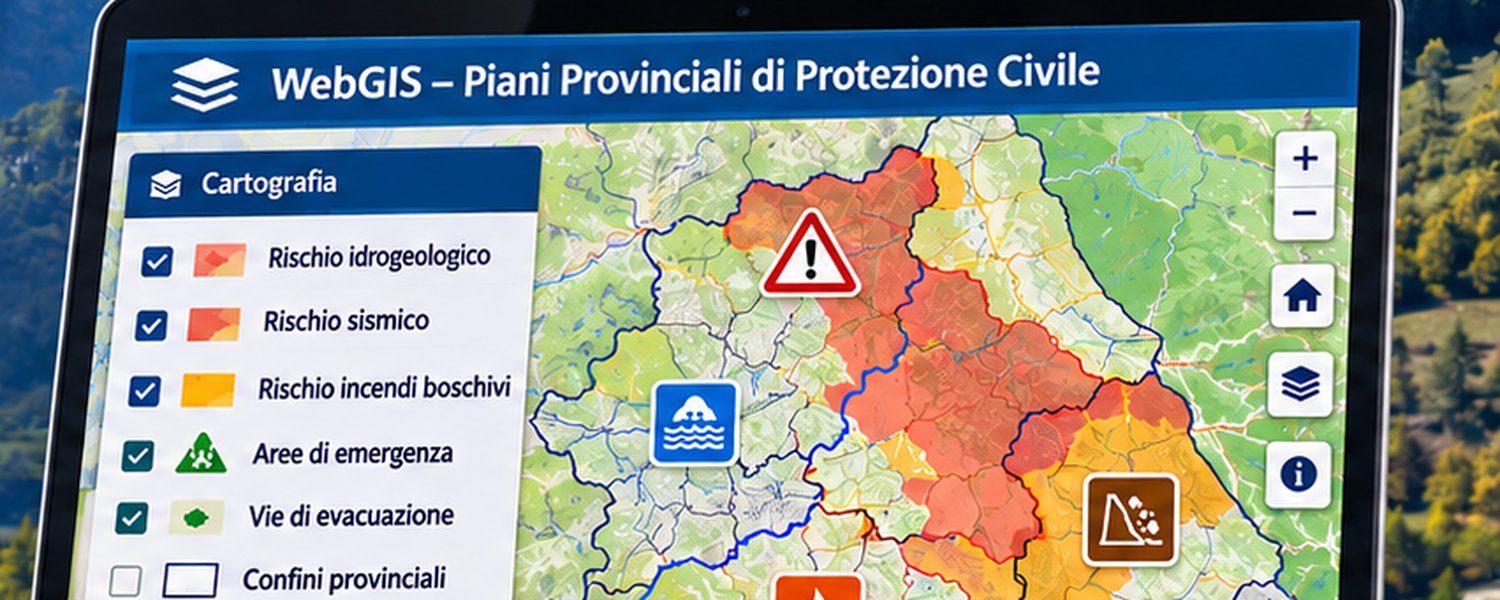 WebGIS – Piani Provinciali di Protezione Civile
Cartografia
Rischio idrogeologico
Rischio sismico
Rischio incendi boschivi
Aree di emergenza
Vie di evacuazione
Confini provinciali